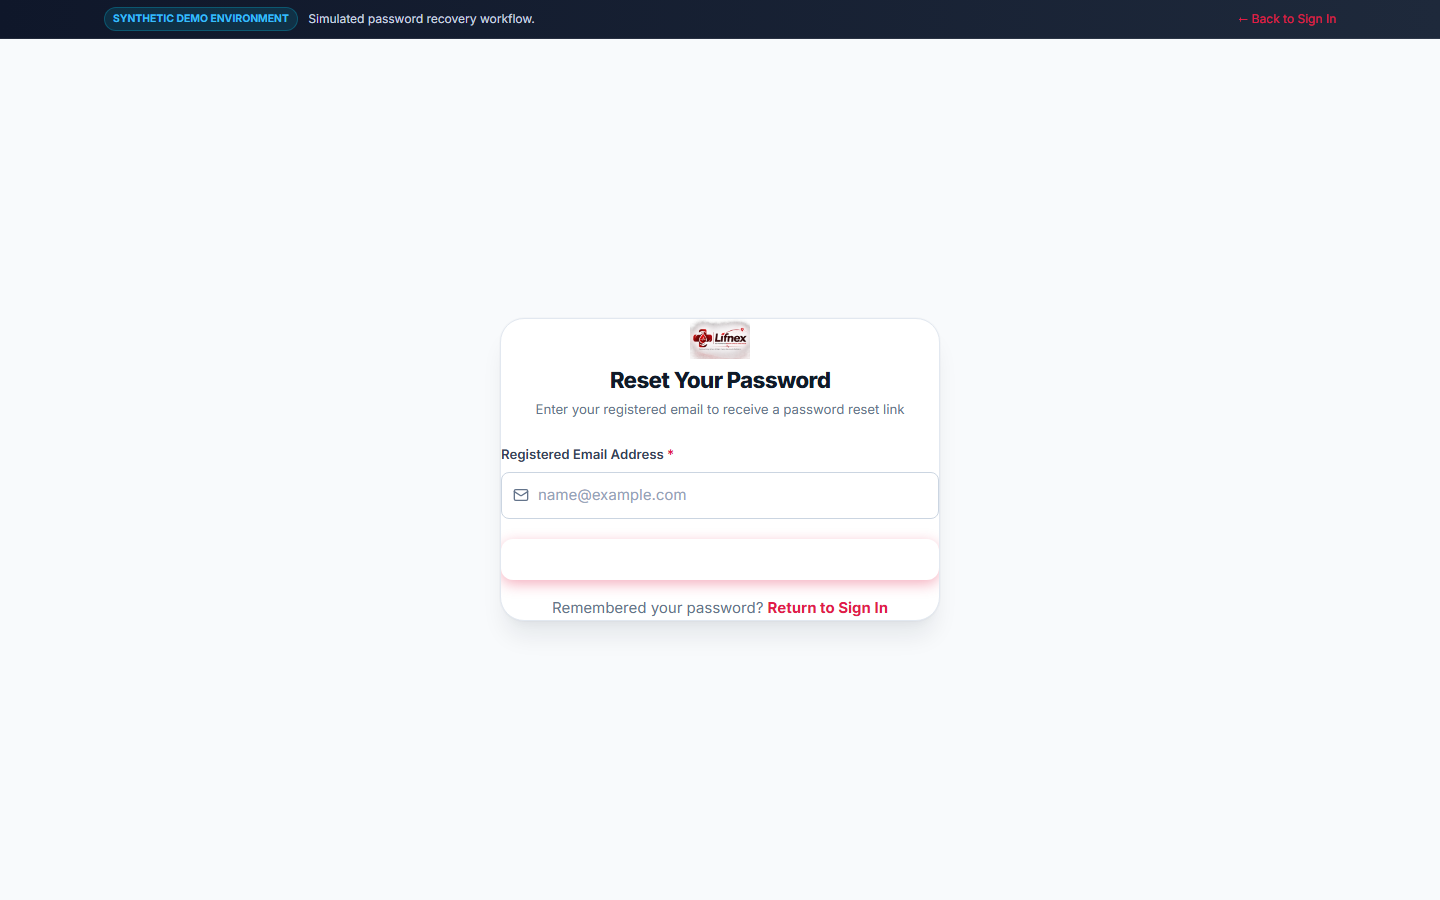 SYNTHETIC DEMO ENVIRONMENT Simulated password recovery workflow. ← Back to Sign In
Lifnex
Reset Your Password
Enter your registered email to receive a password reset link
Registered Email Address *
name@example.com
Remembered your password? Return to Sign In